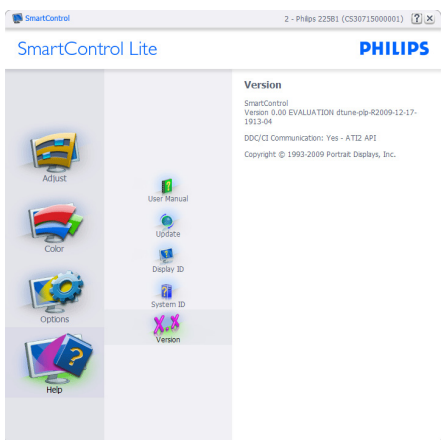 SmartControl
2 - Philips 225B1 (CS30715000001)
SmartControl Lite
PHILIPS
Adjust
Color
Options
Help
User Manual
Update
Display ID
System ID
X.X
Version
Version
SmartControl
Version 0.00 EVALUATION dtune-plp-R2009-12-17-
1913-04
DDC/CI Communication: Yes - ATI2 API
Copyright © 1993-2009 Portrait Displays, Inc.